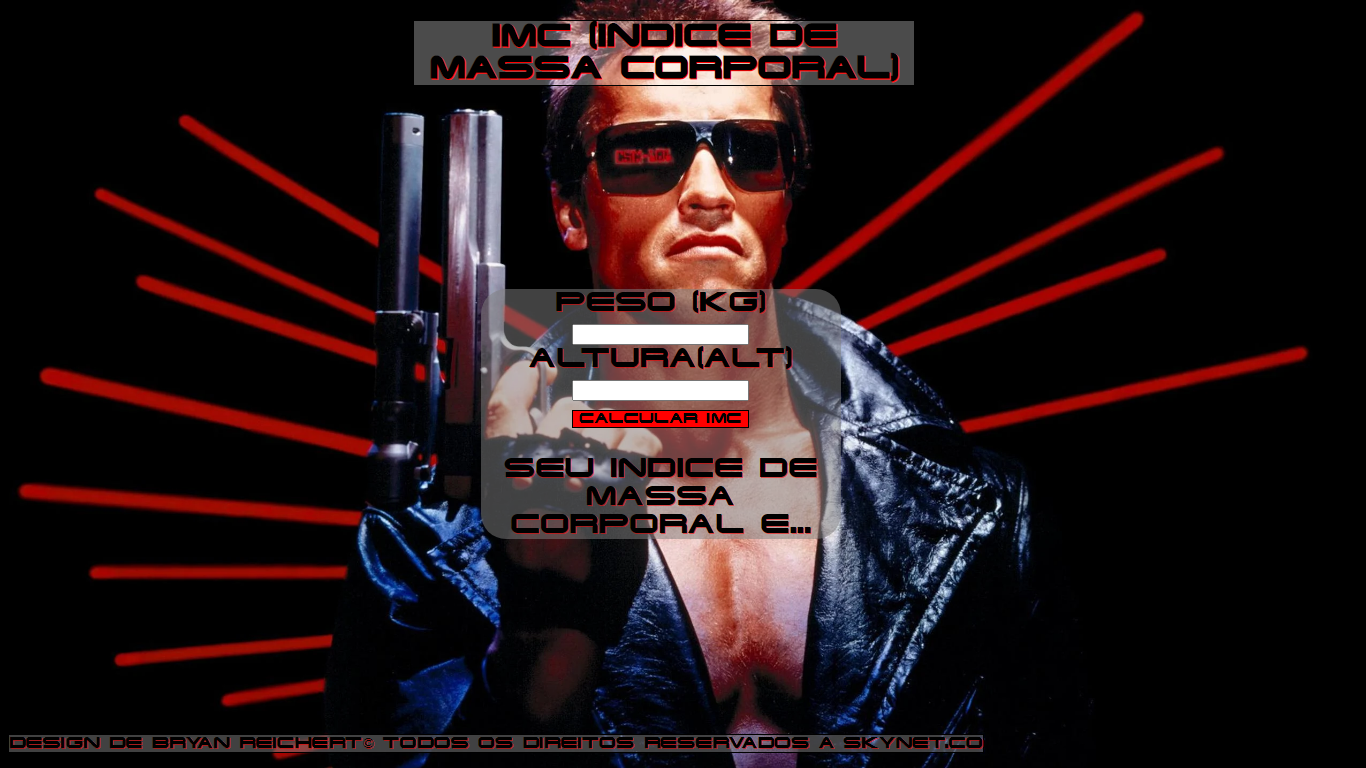 IMC (INDICE DE
MASSA CORPORAL)
PESO (KG)
ALTURA(ALT)
CALCULAR IMC
SEU INDICE DE
MASSA
CORPORAL E...
DESIGN DE BRYAN REICHERT© TODOS OS DIREITOS RESERVADOS A SKYNET.CO